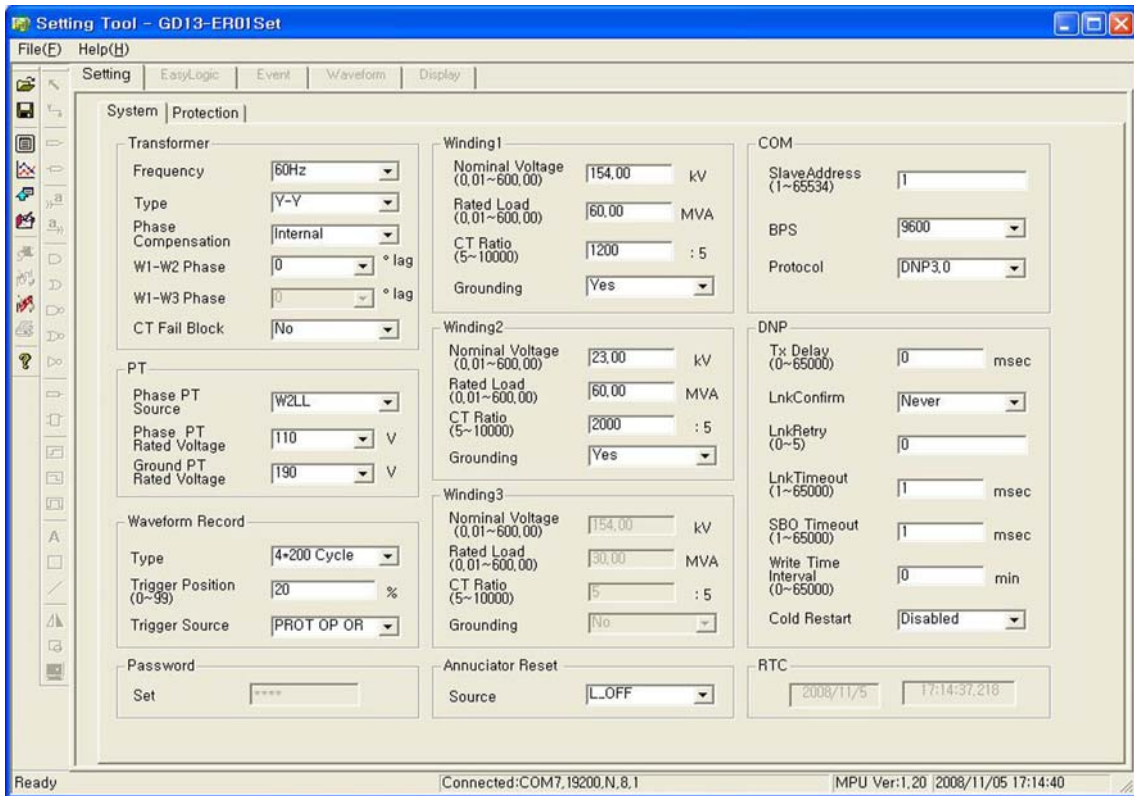 Setting Tool - GD13-ER01Set
File(F) Help(H)
Setting EasyLogic Event Waveform Display
System Protection
Transformer
Frequency 60Hz
Type Y-Y
Phase Compensation Internal
W1-W2 Phase 0 ° lag
W1-W3 Phase 0 ° lag
CT Fail Block No
PT
Phase PT Source W2LL
Phase PT Rated Voltage 110 V
Ground PT Rated Voltage 190 V
Waveform Record
Type 4*200 Cycle
Trigger Position (0~99) 20 %
Trigger Source PROT OP OR
Password
Set ****
Winding1
Nominal Voltage (0,01~600,00) 154,00 kV
Rated Load (0,01~600,00) 60,00 MVA
CT Ratio (5~10000) 1200 : 5
Grounding Yes
Winding2
Nominal Voltage (0,01~600,00) 23,00 kV
Rated Load (0,01~600,00) 60,00 MVA
CT Ratio (5~10000) 2000 : 5
Grounding Yes
Winding3
Nominal Voltage (0,01~600,00) 154,00 kV
Rated Load (0,01~600,00) 30,00 MVA
CT Ratio (5~10000) 5 : 5
Grounding No
Annuciator Reset
Source L_OFF
COM
SlaveAddress (1~65534) 1
BPS 9600
Protocol DNP3,0
DNP
Tx Delay (0~65000) 0 msec
LnkConfirm Never
LnkRetry (0~5) 0
LnkTimeout (1~65000) 1 msec
SBO Timeout (1~65000) 1 msec
Write Time Interval (0~65000) 0 min
Cold Restart Disabled
RTC
2008/11/5 17:14:37,218
Ready Connected:COM7,19200,N,8,1 MPU Ver:1,20 2008/11/05 17:14:40